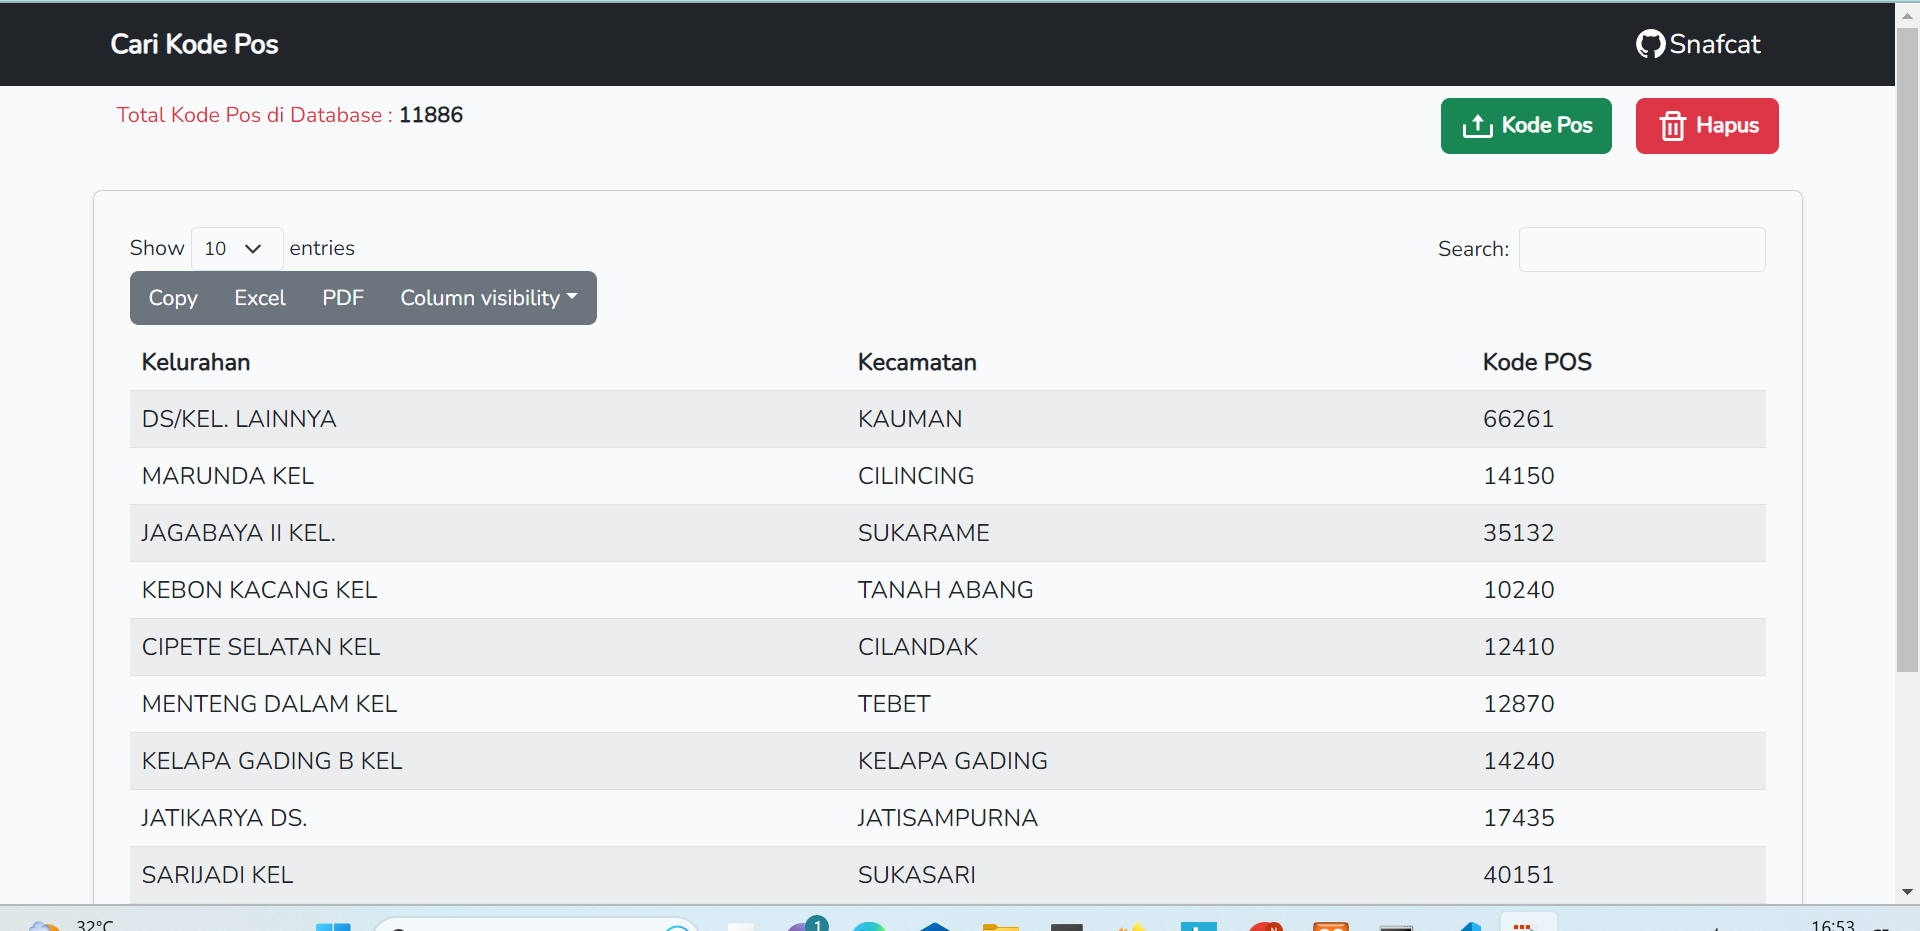 Cari Kode Pos Snafcat
Total Kode Pos di Database : 11886 Kode Pos Hapus
Show 10 entries Search:
Copy Excel PDF Column visibility
Kelurahan Kecamatan Kode POS
DS/KEL. LAINNYA KAUMAN 66261
MARUNDA KEL CILINCING 14150
JAGABAYA II KEL. SUKARAME 35132
KEBON KACANG KEL TANAH ABANG 10240
CIPETE SELATAN KEL CILANDAK 12410
MENTENG DALAM KEL TEBET 12870
KELAPA GADING B KEL KELAPA GADING 14240
JATIKARYA DS. JATISAMPURNA 17435
SARIJADI KEL SUKASARI 40151
32°C 1 16:53